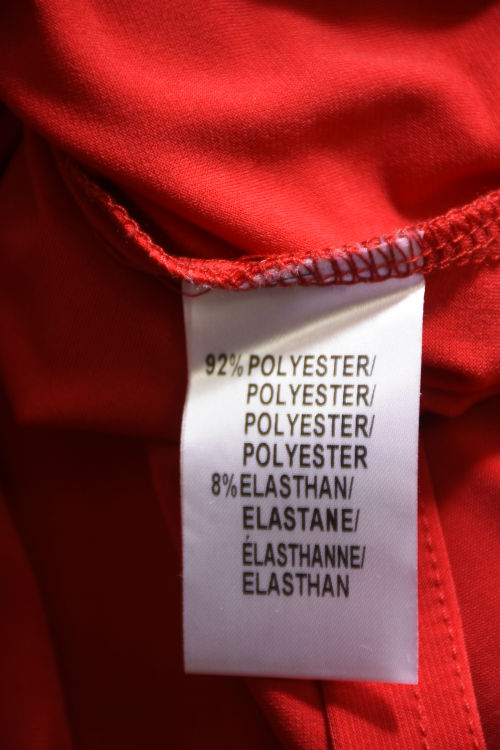 92% POLYESTER/
POLYESTER/
POLYESTER/
POLYESTER
8% ELASTHAN/
ELASTANE/
ÉLASTHANNE/
ELASTHAN